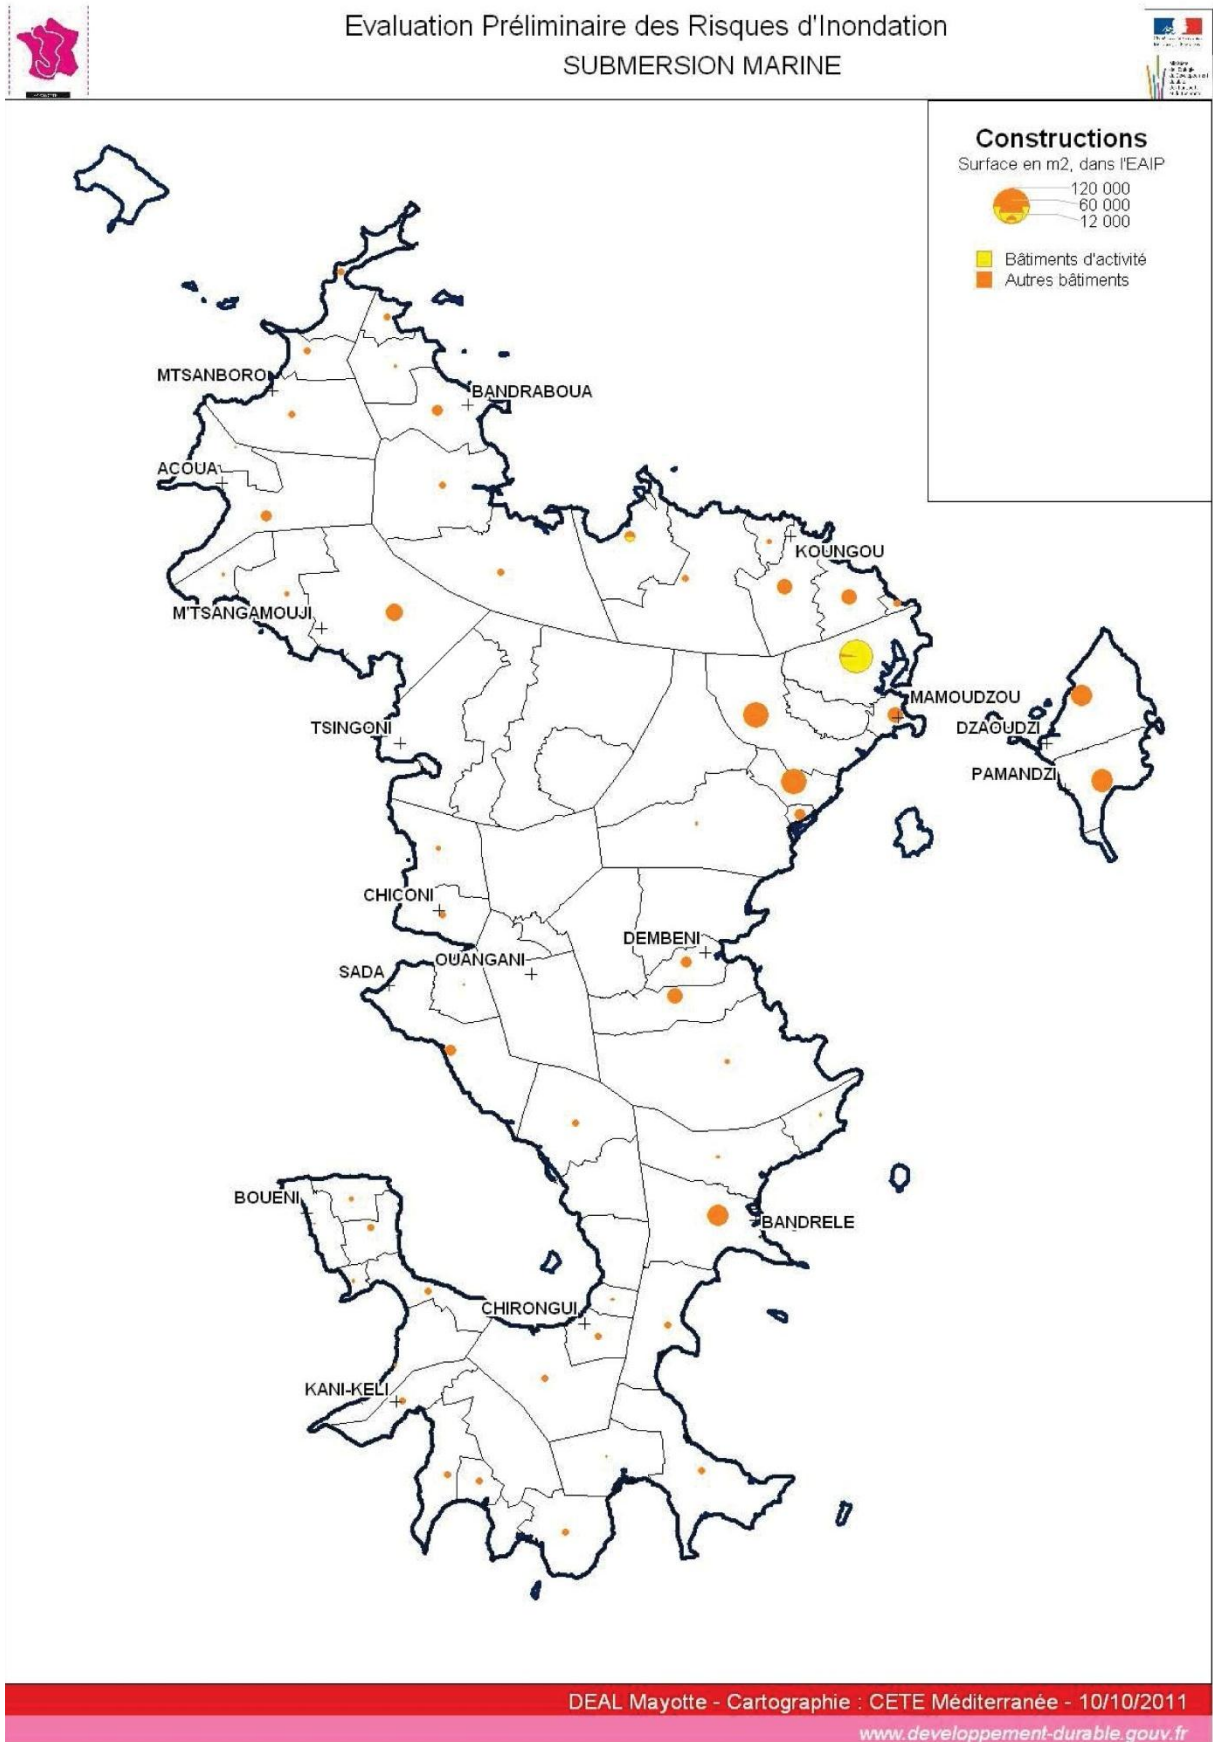 Evaluation Préliminaire des Risques d'Inondation
SUBMERSION MARINE
Constructions
Surface en m2, dans l'EAIP
120 000
60 000
12 000
Bâtiments d'activité
Autres bâtiments
MTSANBORO
BANDRABOUA
ACOUA
KOUNGOU
M'TSANGAMOUJI
MAMOUDZOU
TSINGONI
DZAOUDZI
PAMANDZI
CHICONI
DEMBENI
OUANGANI
SADA
BOUENI
BANDRELE
CHIRONGUI
KANI-KELI
DEAL Mayotte - Cartographie : CETE Méditerranée - 10/10/2011
www.developpement-durable.gouv.fr